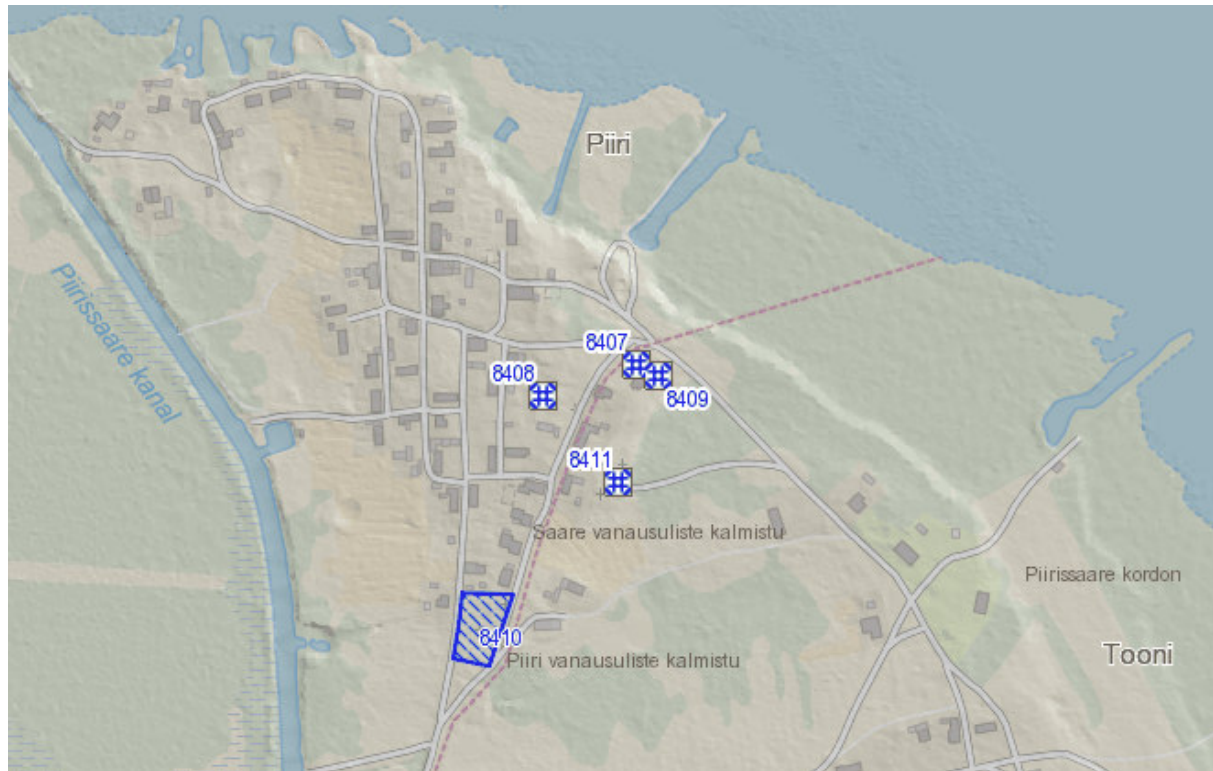 Piiri
Piirissaare kanal
8407
8408
8409
8411
Saare vanausuliste kalmistu
Piirissaare kordon
8410
Tooni
Piiri vanausuliste kalmistu